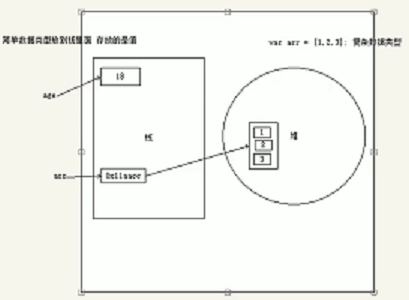 简单数据类型放到栈里面 存放的是值
var arr = [1,2,3]; 复杂数据类型
18
age
栈
堆
1
2
3
arr